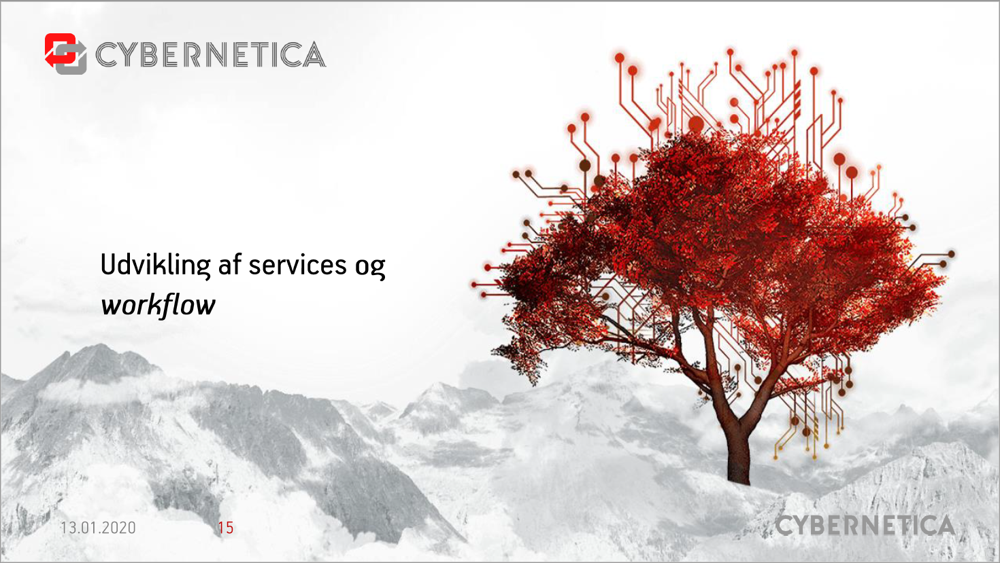 CYBERNETICA
Udvikling af services og
workflow
13.01.2020
15
CYBERNETICA